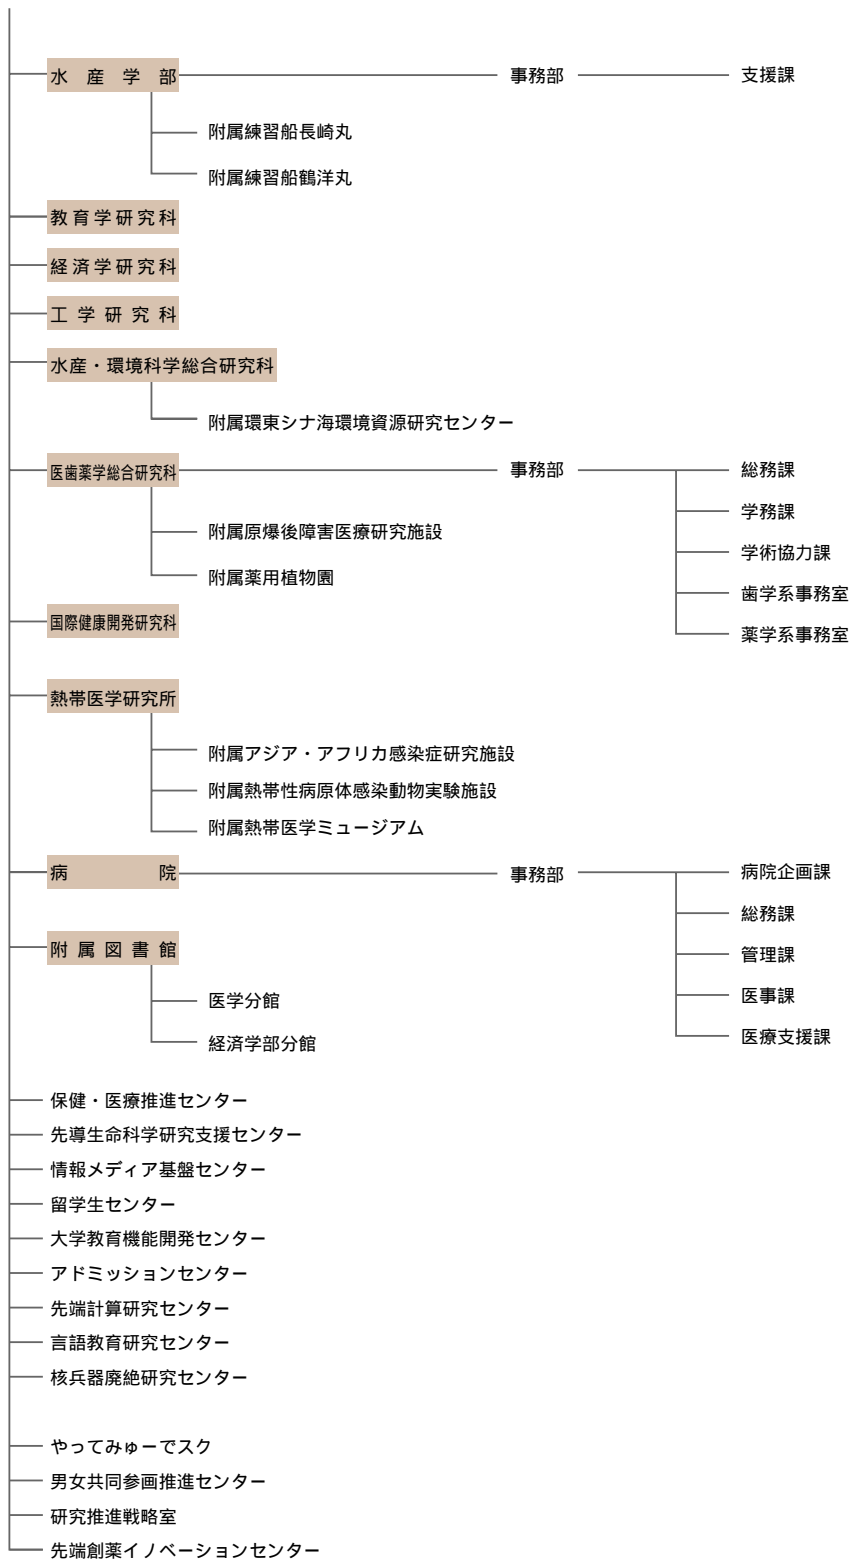 水産学部 事務部 支援課
附属練習船長崎丸
附属練習船鶴洋丸
教育学研究科
経済学研究科
工学研究科
水産・環境科学総合研究科
附属環東シナ海環境資源研究センター
医歯薬学総合研究科 事務部 総務課
学務課
附属原爆後障害医療研究施設
学術協力課
附属薬用植物園
歯学系事務室
国際健康開発研究科
薬学系事務室
熱帯医学研究所
附属アジア・アフリカ感染症研究施設
附属熱帯性病原体感染動物実験施設
附属熱帯医学ミュージアム
病院 事務部 病院企画課
総務課
附属図書館
管理課
医学分館
医事課
経済学部分館
医療支援課
保健・医療推進センター
先導生命科学研究支援センター
情報メディア基盤センター
留学生センター
大学教育機能開発センター
アドミッションセンター
先端計算研究センター
言語教育研究センター
核兵器廃絶研究センター
やってみゅーでスク
男女共同参画推進センター
研究推進戦略室
先端創薬イノベーションセンター